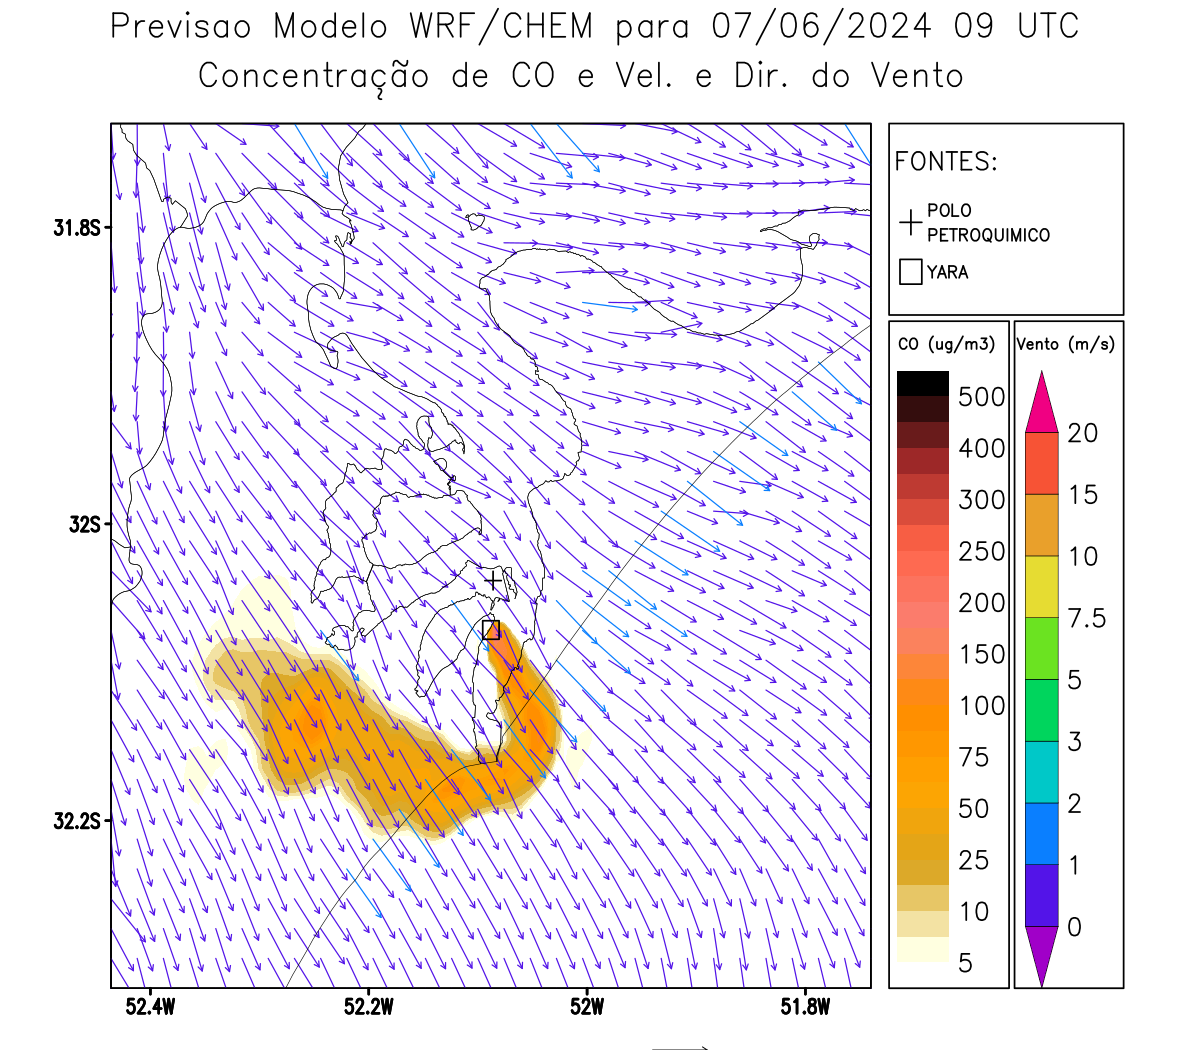 Previsao Modelo WRF/CHEM para 07/06/2024 09 UTC
Concentração de CO e Vel. e Dir. do Vento
FONTES:
POLO
PETROQUIMICO
YARA
CO (ug/m3)
500
400
300
250
200
150
100
75
50
25
10
5
Vento (m/s)
20
15
10
7.5
5
3
2
1
0
31.8S
32S
32.2S
52.4W
52.2W
52W
51.8W